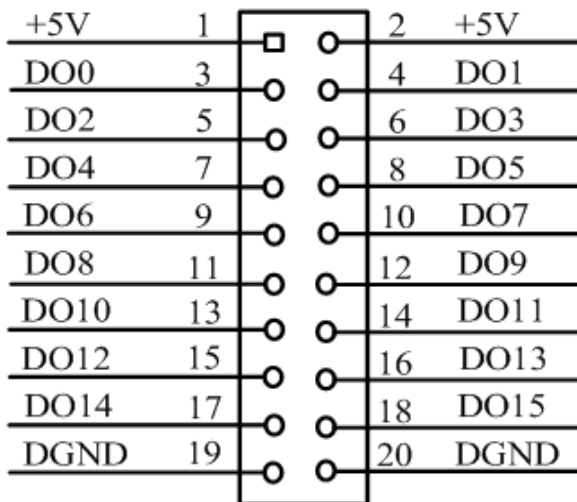 +5V 1 2 +5V
DO0 3 4 DO1
DO2 5 6 DO3
DO4 7 8 DO5
DO6 9 10 DO7
DO8 11 12 DO9
DO10 13 14 DO11
DO12 15 16 DO13
DO14 17 18 DO15
DGND 19 20 DGND